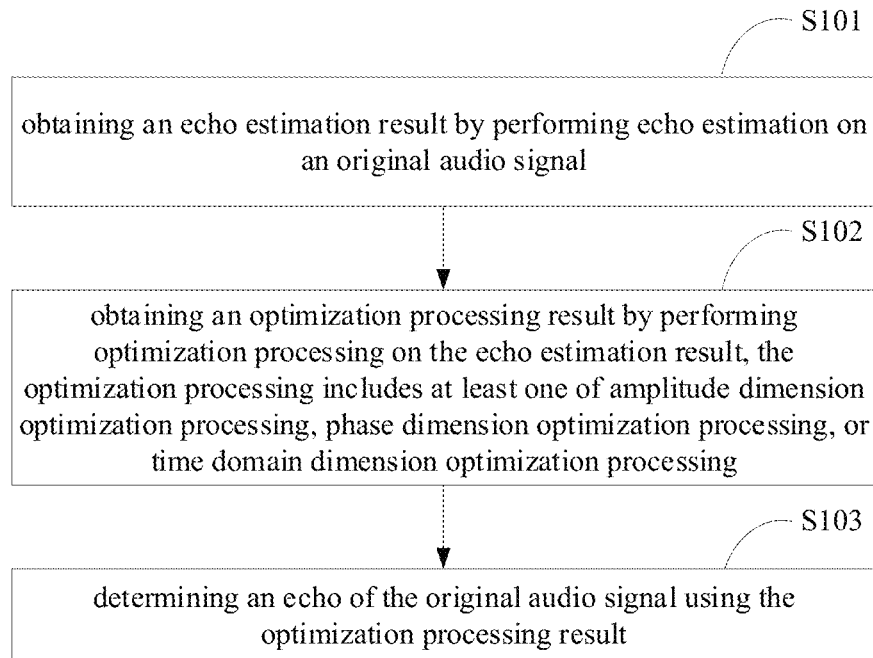 S101
obtaining an echo estimation result by performing echo estimation on
an original audio signal
S102
obtaining an optimization processing result by performing
optimization processing on the echo estimation result, the
optimization processing includes at least one of amplitude dimension
optimization processing, phase dimension optimization processing, or
time domain dimension optimization processing
S103
determining an echo of the original audio signal using the
optimization processing result